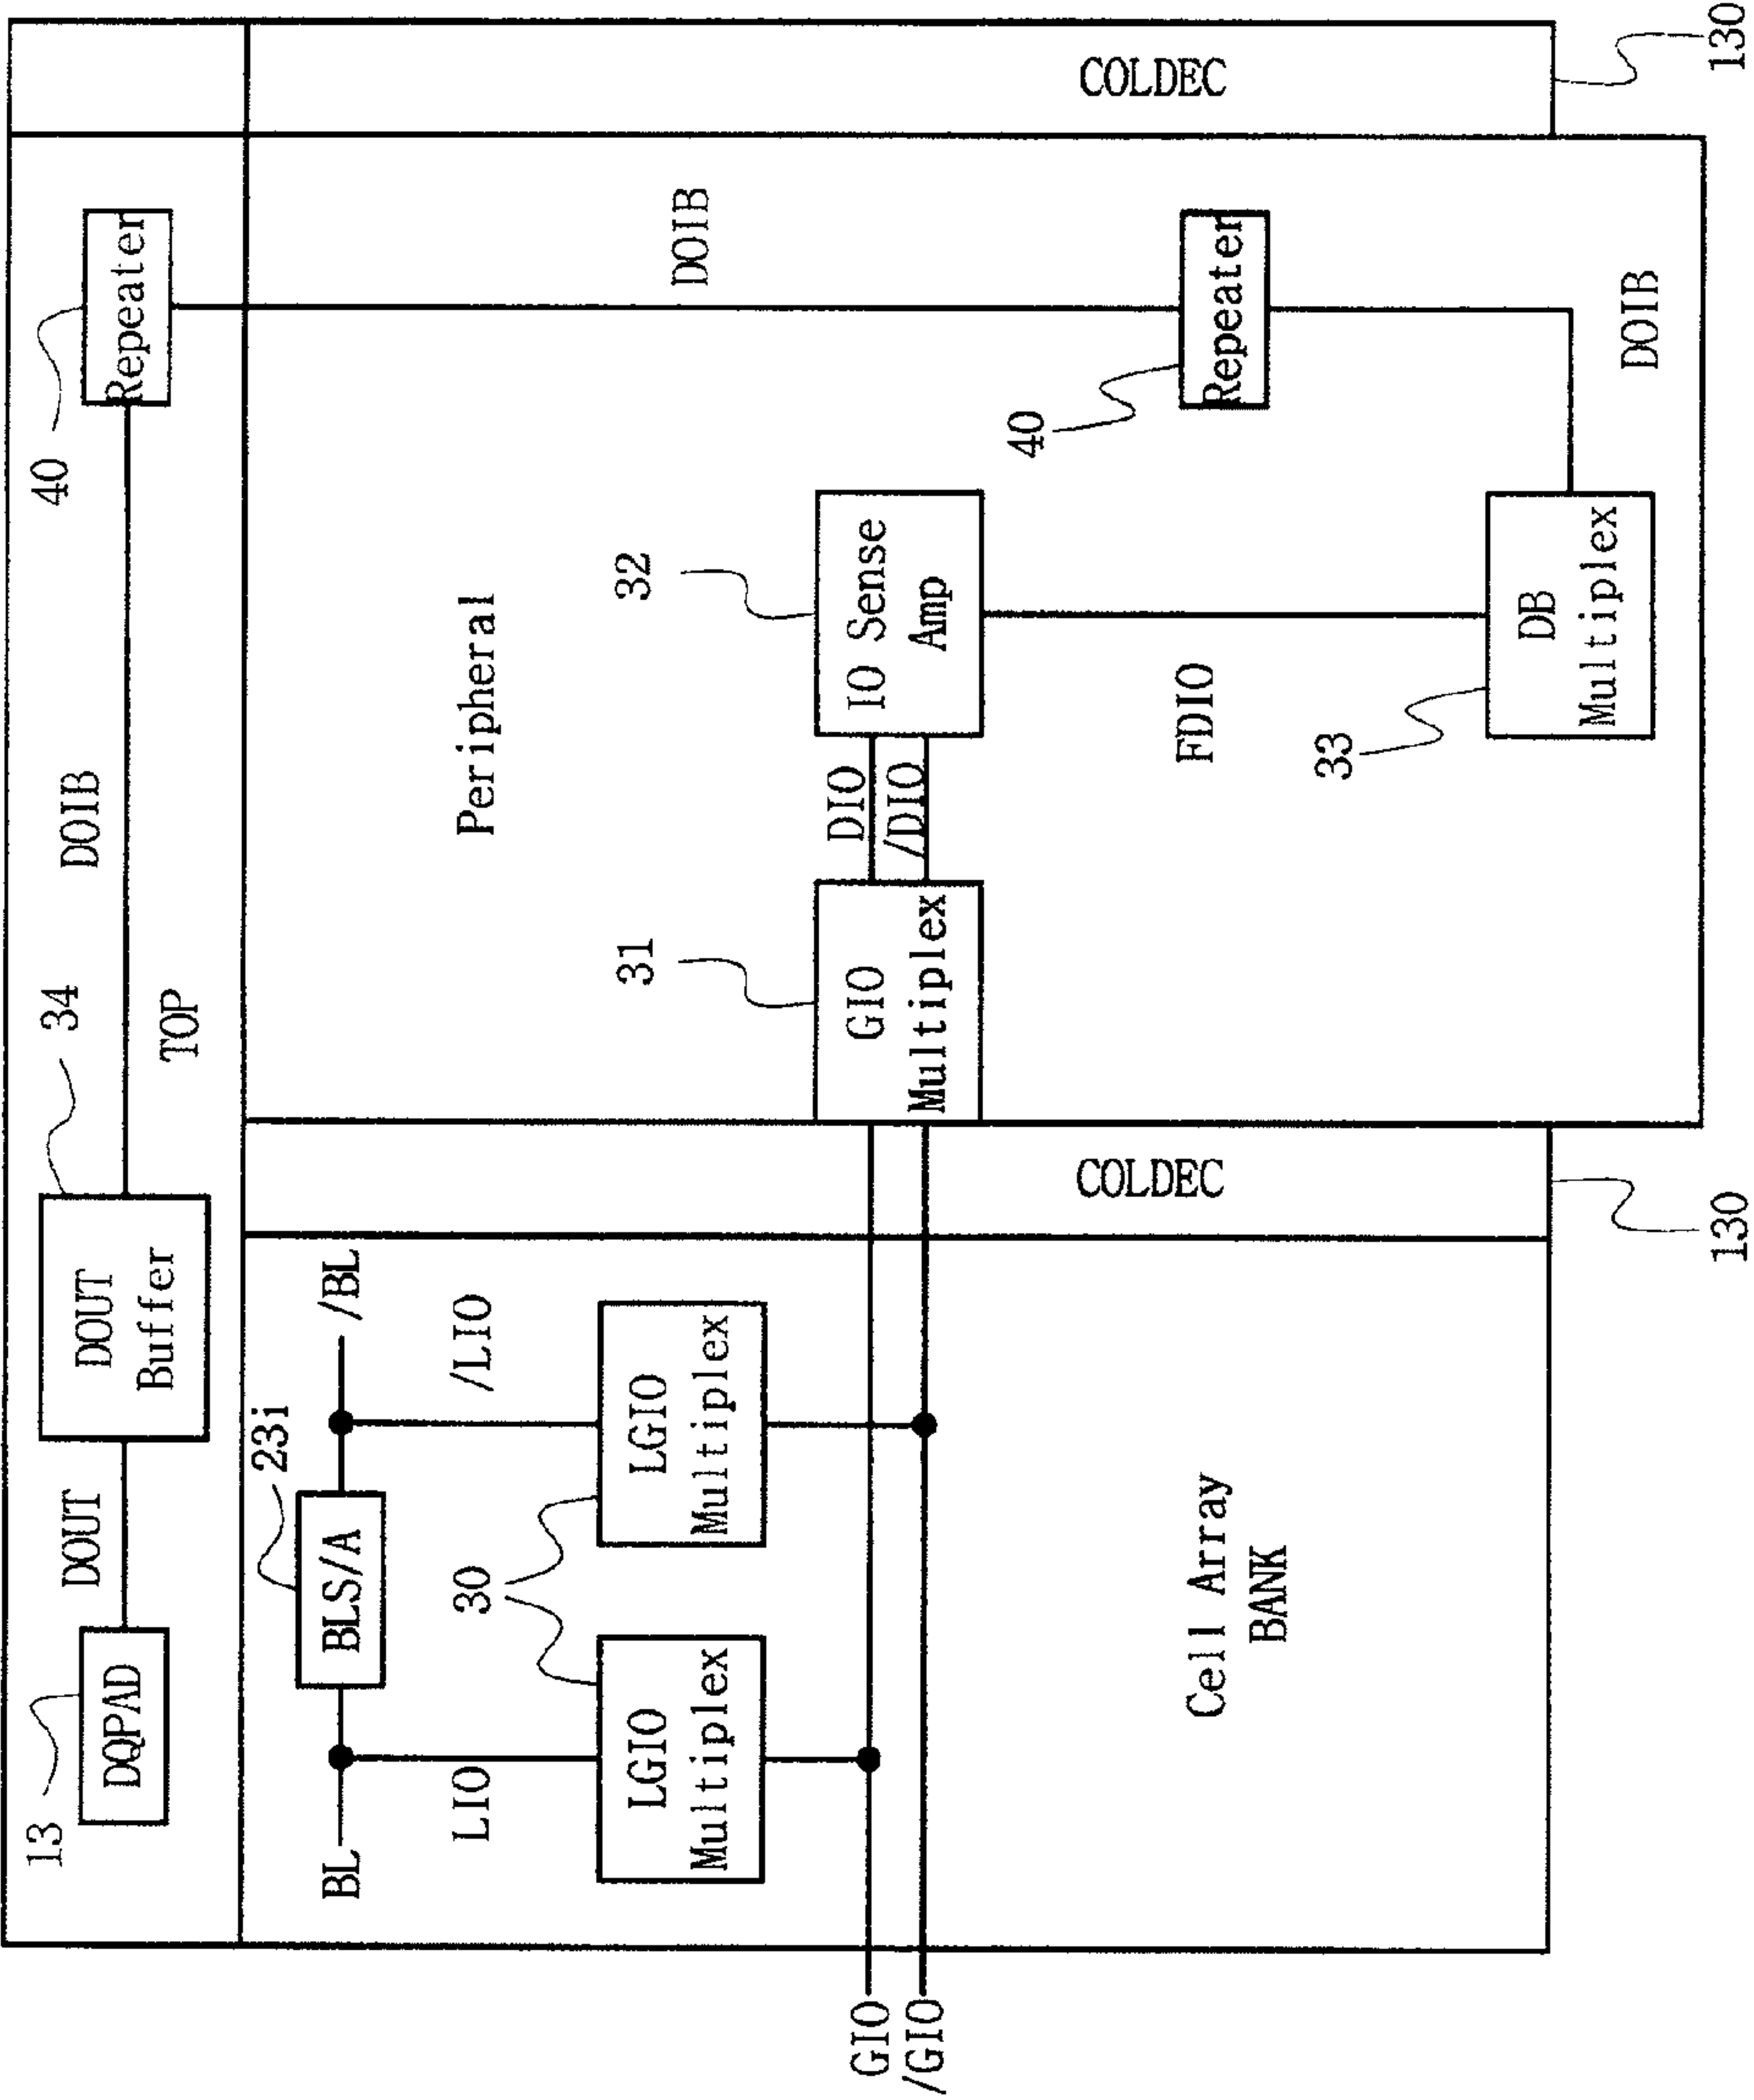 13
DQPAD
DOUT
DOUT
Buffer
34
DOIB
TOP
40
Repeater
BL
BLS/A
23i
/BL
LIO
/LIO
30
LGIO
Multiplex
LGIO
Multiplex
GIO
/GIO
Cell Array
BANK
COLDEC
130
Peripheral
31
GIO
Multiplex
DIO
/DIO
32
IO Sense
Amp
FDIO
33
DB
Multiplex
DOIB
40
Repeater
DOIB
COLDEC
130